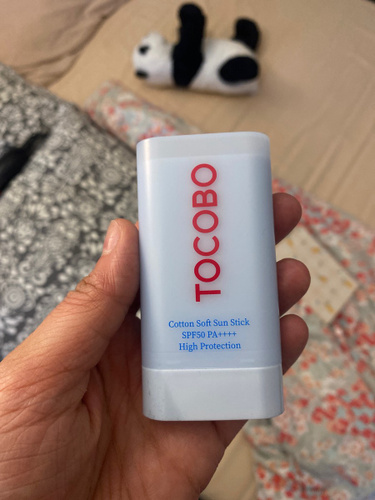 TOCOBO
Cotton Soft Sun Stick
SPF50 PA++++
High Protection